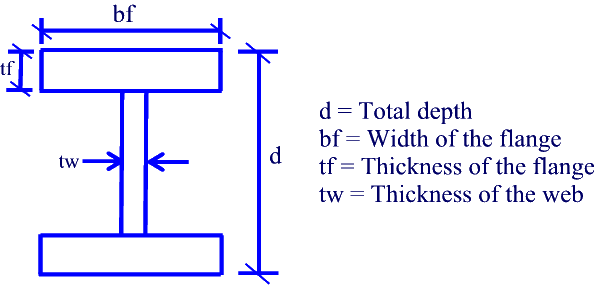 bf
tf
tw
d
d = Total depth
bf = Width of the flange
tf = Thickness of the flange
tw = Thickness of the web